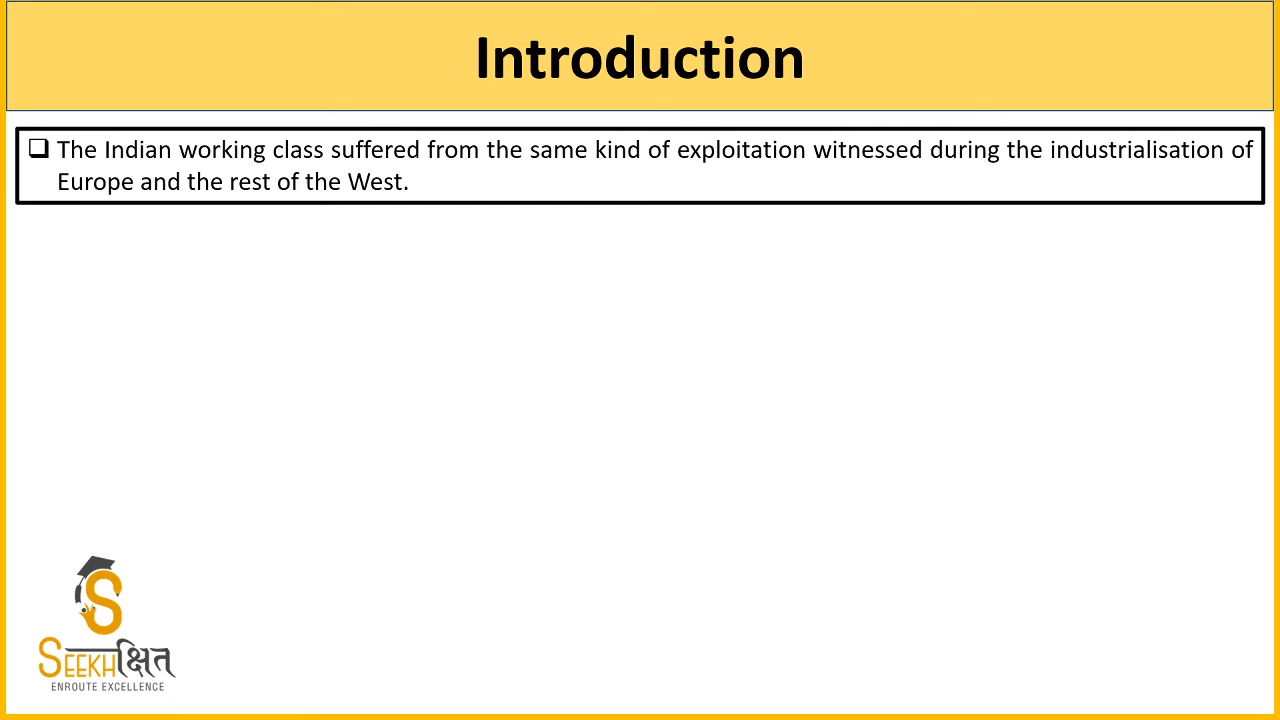 Introduction
❑ The Indian working class suffered from the same kind of exploitation witnessed during the industrialisation of
Europe and the rest of the West.
SEEKHक्षित
ENROUTE EXCELLENCE